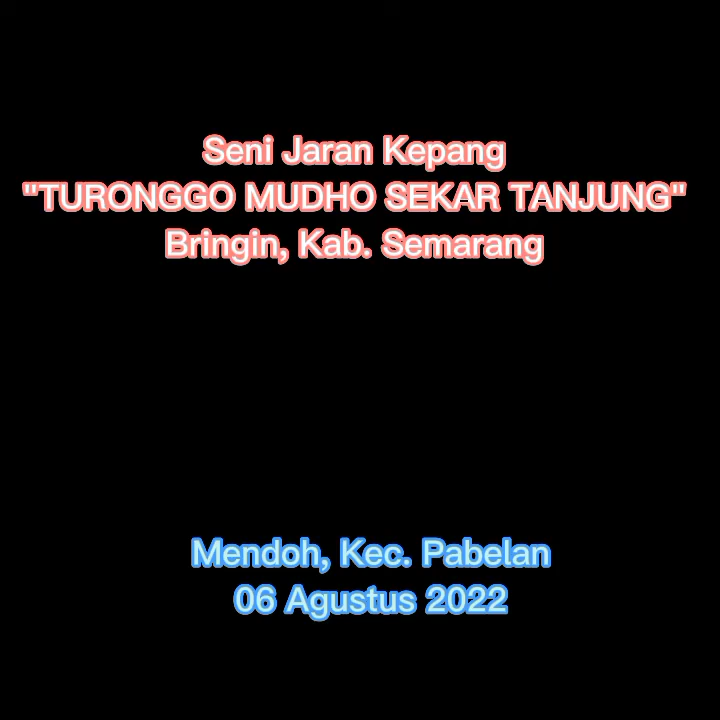 Seni Jaran Kepang
"TURONGGO MUDHO SEKAR TANJUNG"
Bringin, Kab. Semarang
Mendoh, Kec. Pabelan
06 Agustus 2022